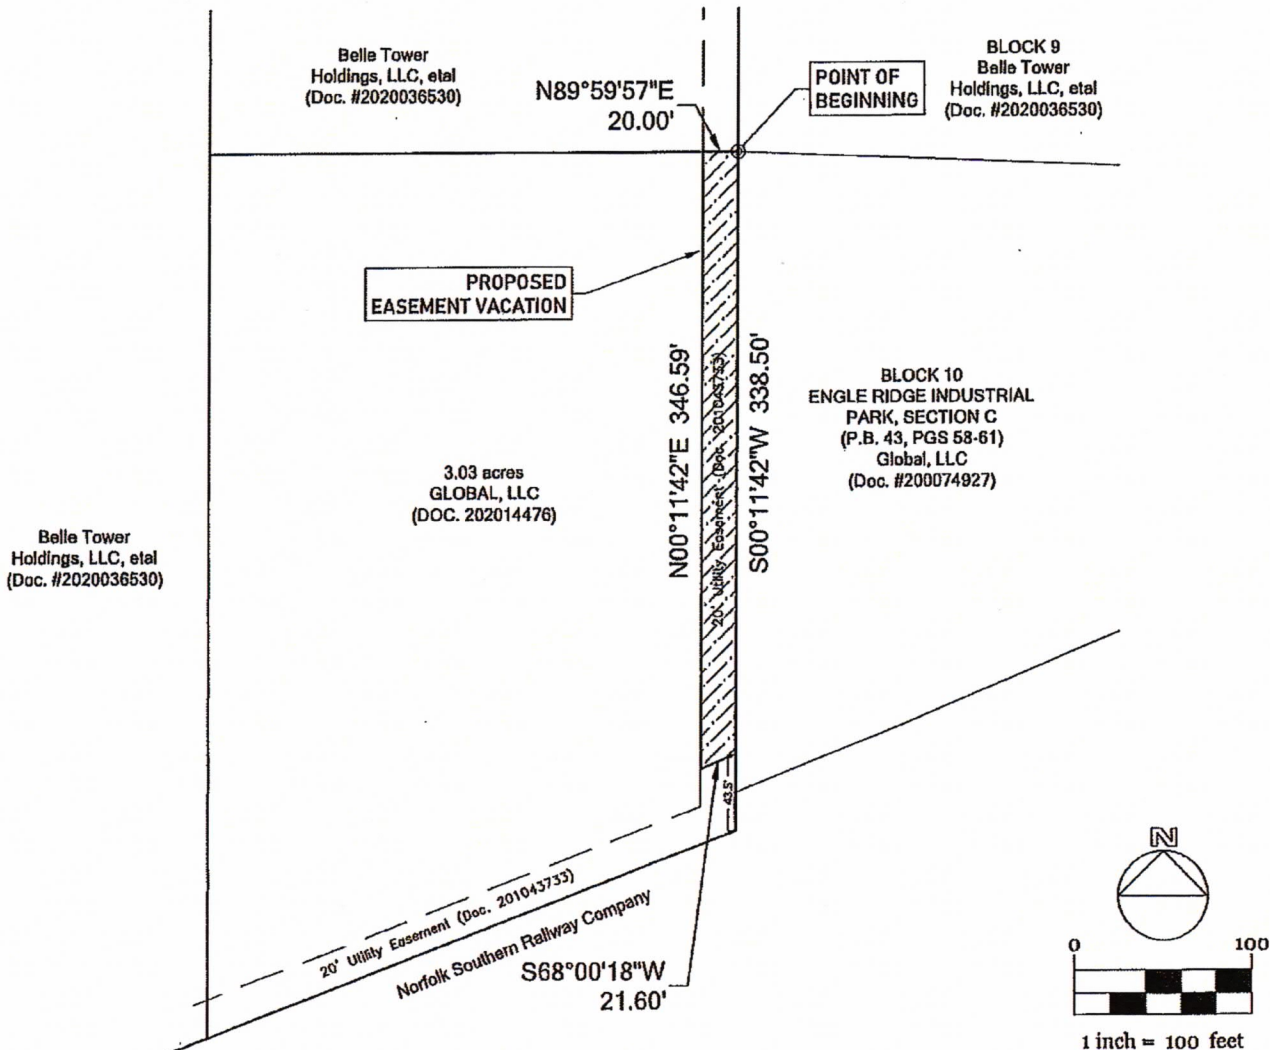 Belle Tower
Holdings, LLC, etal
(Doc. #2020036530)
N89°59'57"E
20.00'
POINT OF
BEGINNING
BLOCK 9
Belle Tower
Holdings, LLC, etal
(Doc. #2020036530)
PROPOSED
EASEMENT VACATION
N00°11'42"E 346.59'
20' Utility Easement (Doc. 201043733)
S00°11'42"W 338.50'
BLOCK 10
ENGLE RIDGE INDUSTRIAL
PARK, SECTION C
(P.B. 43, PGS 58-61)
Global, LLC
(Doc. #200074927)
3.03 acres
GLOBAL, LLC
(DOC. 202014476)
Belle Tower
Holdings, LLC, etal
(Doc. #2020036530)
43.5'
20' Utility Easement (Doc. 201043733)
Norfolk Southern Railway Company
S68°00'18"W
21.60'
N
0 100
1 inch = 100 feet